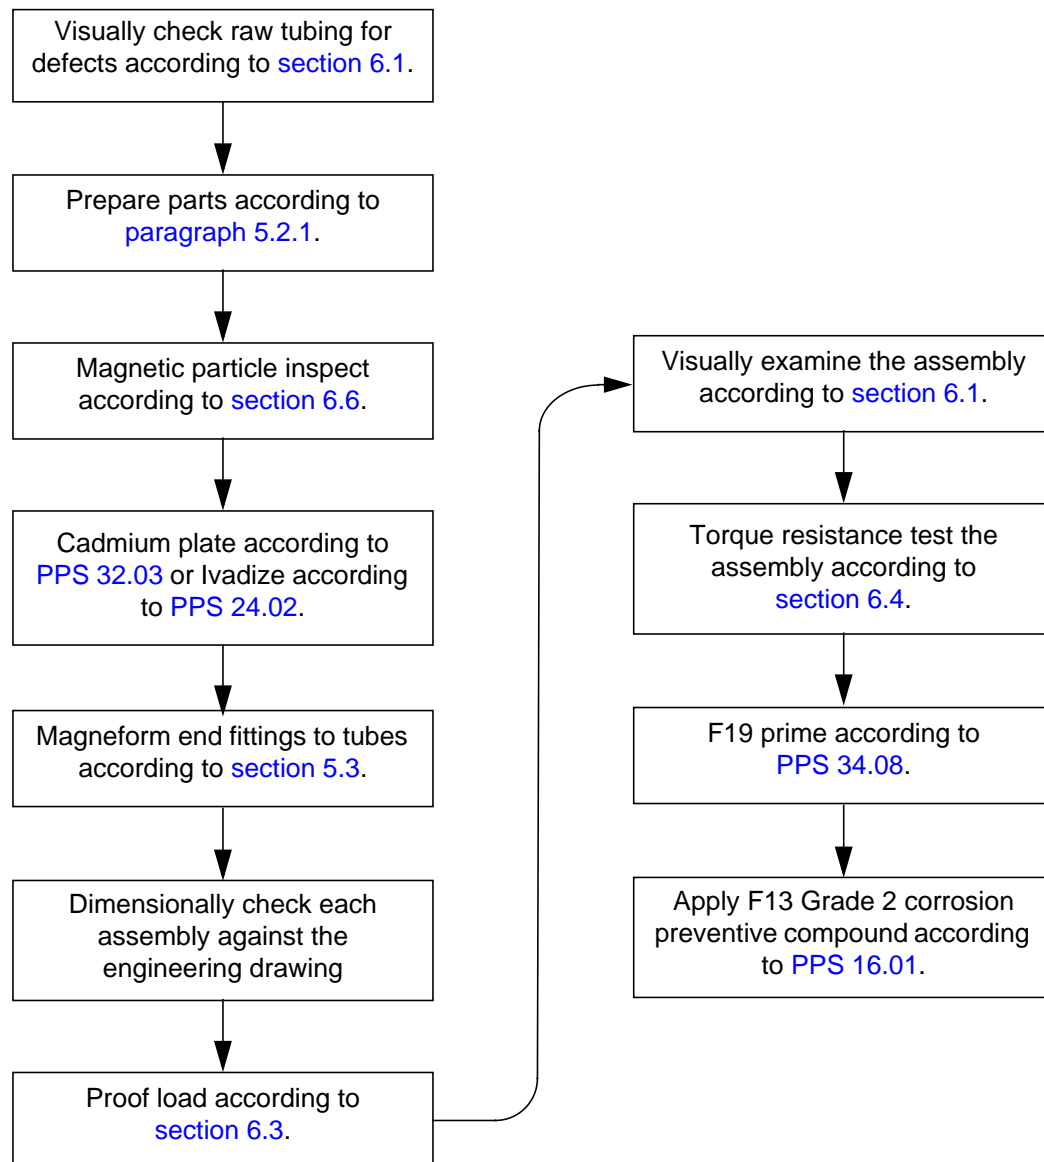 Visually check raw tubing for
defects according to section 6.1.
Prepare parts according to
paragraph 5.2.1.
Magnetic particle inspect
according to section 6.6.
Cadmium plate according to
PPS 32.03 or Ivadize according
to PPS 24.02.
Magneform end fittings to tubes
according to section 5.3.
Dimensionally check each
assembly against the
engineering drawing
Proof load according to
section 6.3.
Visually examine the assembly
according to section 6.1.
Torque resistance test the
assembly according to
section 6.4.
F19 prime according to
PPS 34.08.
Apply F13 Grade 2 corrosion
preventive compound according
to PPS 16.01.